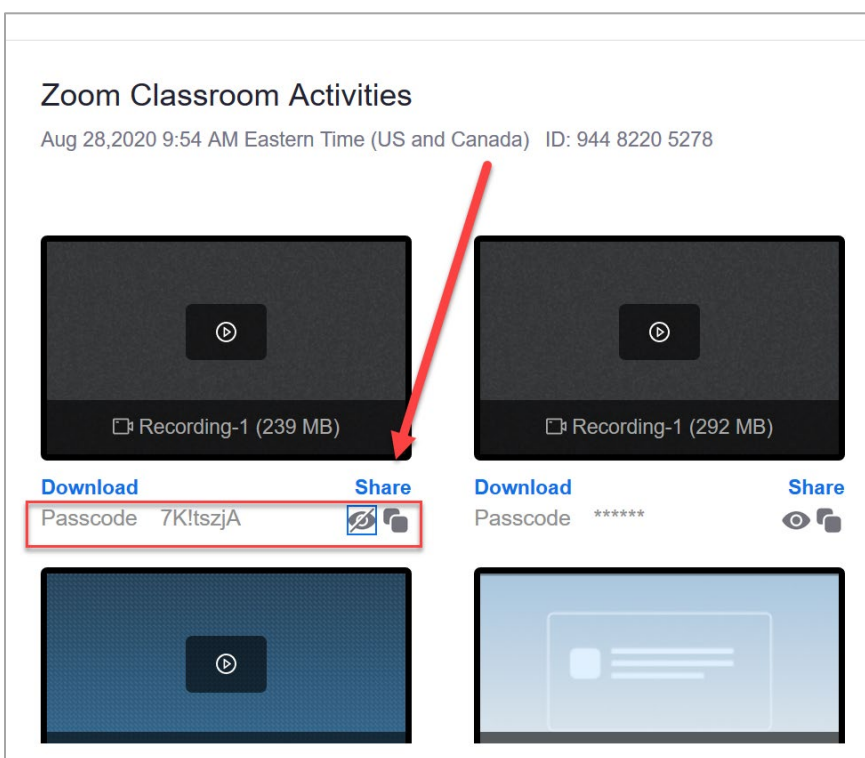 Zoom Classroom Activities
Aug 28,2020 9:54 AM Eastern Time (US and Canada) ID: 944 8220 5278
Recording-1 (239 MB)
Recording-1 (292 MB)
Download Share
Passcode 7K!tszjA
Download Share
Passcode ******